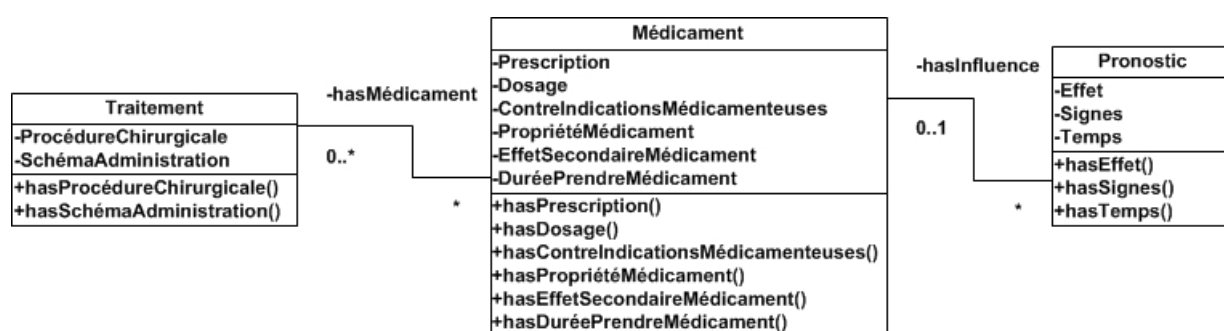 Traitement
-ProcédureChirurgicale
-SchémaAdministration
+hasProcédureChirurgicale()
+hasSchémaAdministration()
-hasMédicament
0..*
*
Médicament
-Prescription
-Dosage
-ContreIndicationsMédicamenteuses
-PropriétéMédicament
-EffetSecondaireMédicament
-DuréePrendreMédicament
+hasPrescription()
+hasDosage()
+hasContreIndicationsMédicamenteuses()
+hasPropriétéMédicament()
+hasEffetSecondaireMédicament()
+hasDuréePrendreMédicament()
-hasInfluence
0..1
*
Pronostic
-Effet
-Signes
-Temps
+hasEffet()
+hasSignes()
+hasTemps()